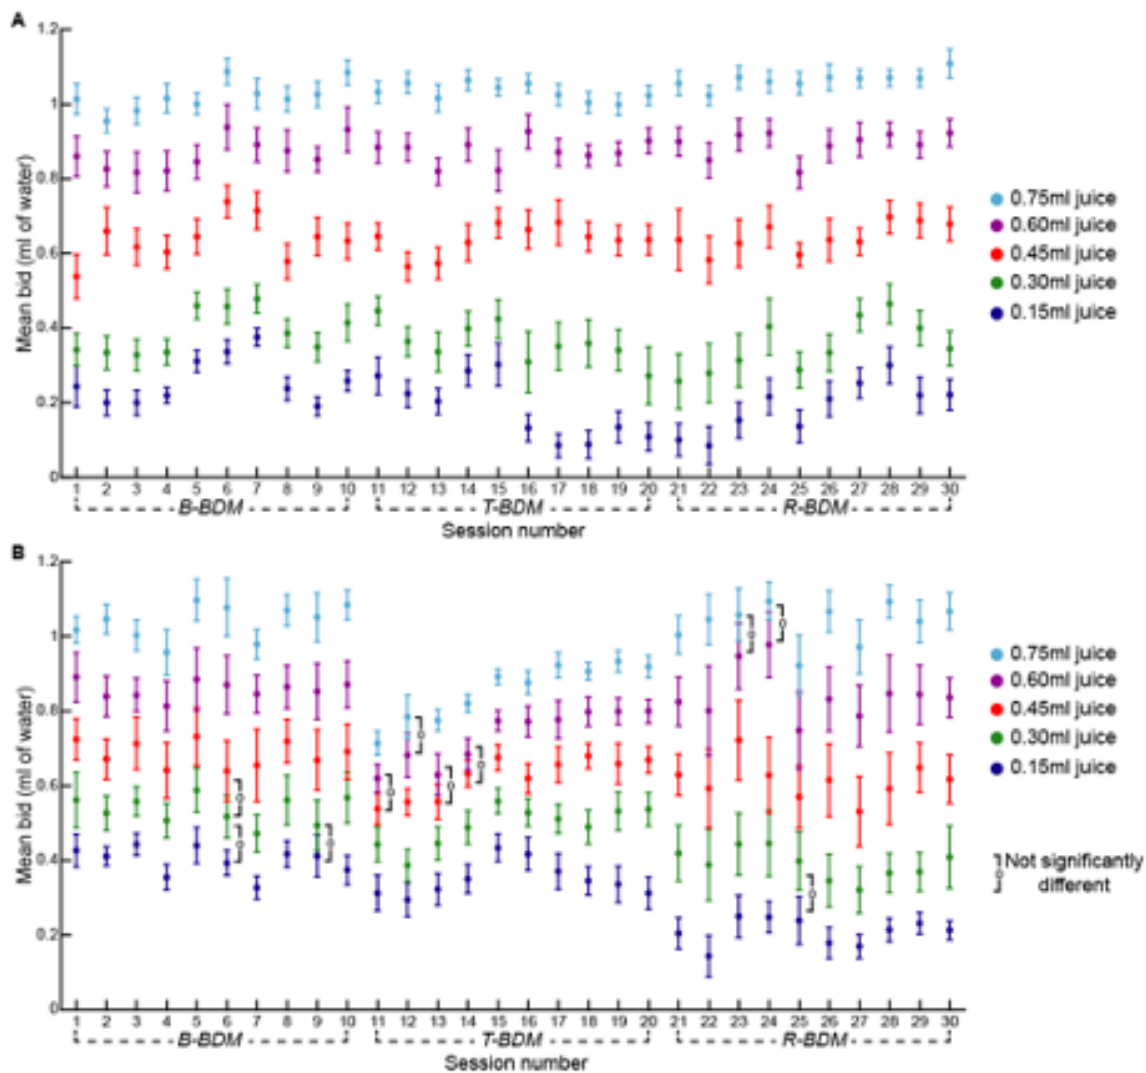 A
1.2
1
0.8
0.6
0.4
0.2
0
Mean bid (ml of water)
1 2 3 4 5 6 7 8 9 10 11 12 13 14 15 16 17 18 19 20 21 22 23 24 25 26 27 28 29 30
B-BDM T-BDM R-BDM
Session number
0.75ml juice
0.60ml juice
0.45ml juice
0.30ml juice
0.15ml juice
B
1.2
1
0.8
0.6
0.4
0.2
0
Mean bid (ml of water)
1 2 3 4 5 6 7 8 9 10 11 12 13 14 15 16 17 18 19 20 21 22 23 24 25 26 27 28 29 30
B-BDM T-BDM R-BDM
Session number
0.75ml juice
0.60ml juice
0.45ml juice
0.30ml juice
0.15ml juice
Not significantly
different